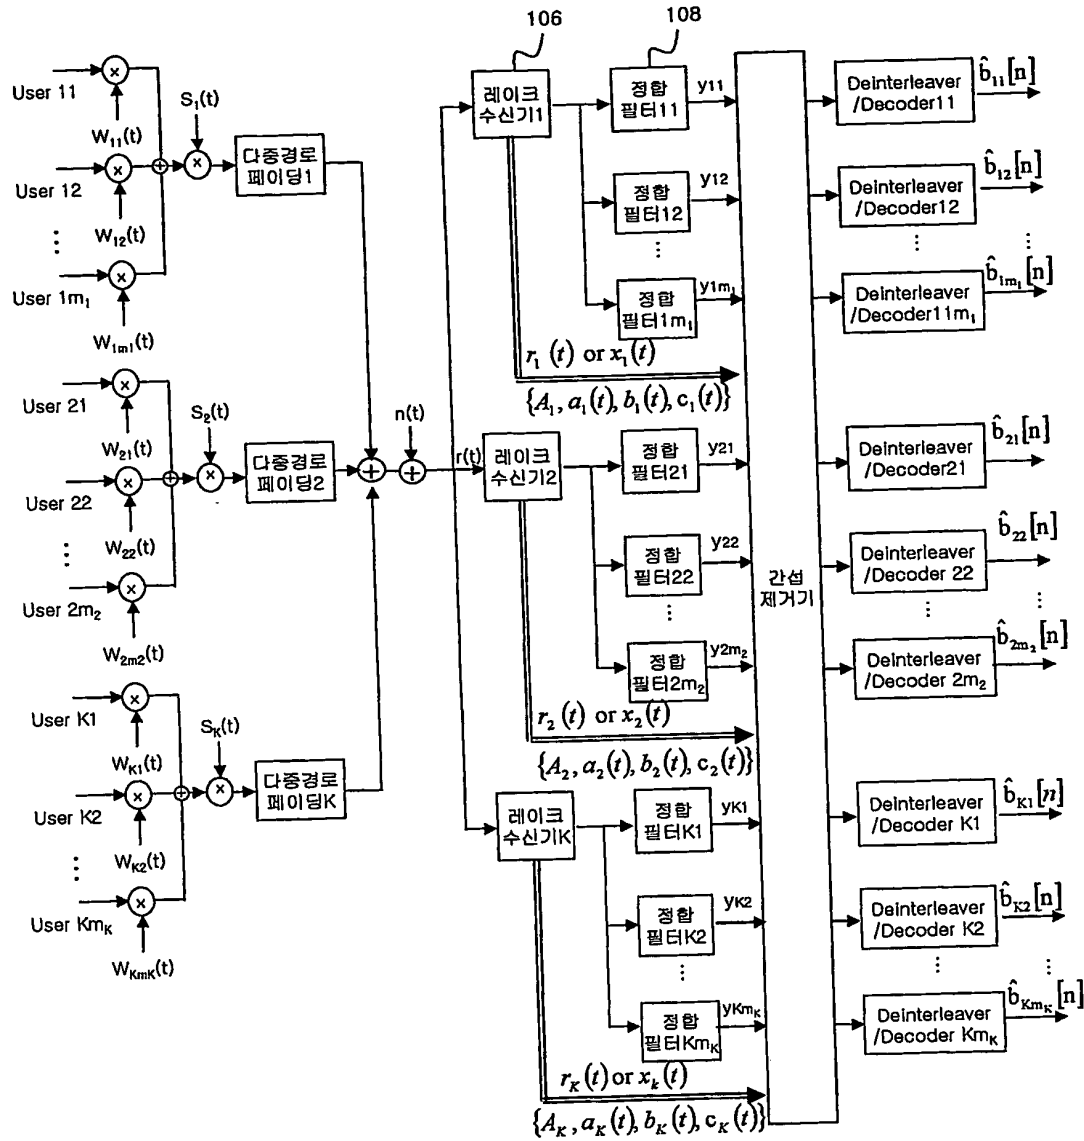 106
108
User 11
W11(t)
S1(t)
User 12
W12(t)
⋮
User 1m1
W1m1(t)
다중경로
페이딩1
레이크
수신기1
정합
필터11
y11
정합
필터12
y12
⋮
정합
필터1m1
y1m1
r1(t) or x1(t)
{A1, a1(t), b1(t), c1(t)}
Deinterleaver
/Decoder11
b̂11[n]
Deinterleaver
/Decoder12
b̂12[n]
⋮
⋮
Deinterleaver
/Decoder11m1
b̂1m1[n]
User 21
W21(t)
S2(t)
User 22
W22(t)
⋮
User 2m2
W2m2(t)
다중경로
페이딩2
n(t)
r(t)
레이크
수신기2
정합
필터21
y21
정합
필터22
y22
⋮
정합
필터2m2
y2m2
r2(t) or x2(t)
{A2, a2(t), b2(t), c2(t)}
간섭
제거기
Deinterleaver
/Decoder21
b̂21[n]
Deinterleaver
/Decoder 22
b̂22[n]
⋮
⋮
Deinterleaver
/Decoder 2m2
b̂2m2[n]
User K1
WK1(t)
SK(t)
User K2
WK2(t)
⋮
User KmK
WKmK(t)
다중경로
페이딩K
레이크
수신기K
정합
필터K1
yK1
정합
필터K2
yK2
⋮
정합
필터KmK
yKmK
rK(t) or xk(t)
{AK, aK(t), bK(t), cK(t)}
Deinterleaver
/Decoder K1
b̂K1[n]
Deinterleaver
/Decoder K2
b̂K2[n]
⋮
⋮
Deinterleaver
/Decoder KmK
b̂KmK[n]